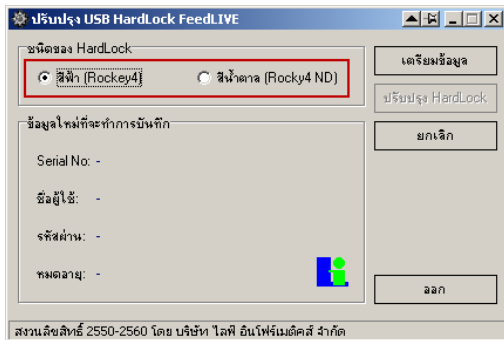 ปรับปรุง USB HardLock FeedLIVE
ชนิดของ HardLock
สีฟ้า (Rockey4)
สีน้ำตาล (Rocky4 ND)
เตรียมข้อมูล
ปรับปรุง HardLock
ยกเลิก
ข้อมูลใหม่ที่จะทำการบันทึก
Serial No: -
ชื่อผู้ใช้: -
รหัสผ่าน: -
หมดอายุ: -
ออก
สงวนลิขสิทธิ์ 2550-2560 โดย บริษัท ไลฟ์ อินโฟร์เมติคส์ จำกัด